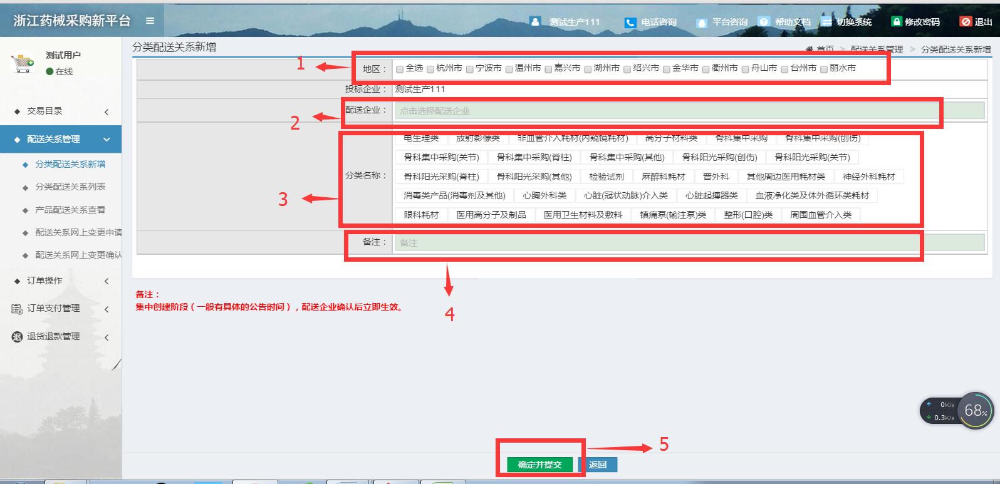 浙江药械采购新平台
测试生产111 电话咨询 平台咨询 帮助文档 切换系统 修改密码 退出
测试用户
在线
交易目录
配送关系管理
分类配送关系新增
分类配送关系列表
产品配送关系查看
配送关系网上变更申请
配送关系网上变更确认
订单操作
订单支付管理
退 退货退款管理
分类配送关系新增
首页 > 配送关系管理 > 分类配送关系新增
1
地区： 全选 杭州市 宁波市 温州市 嘉兴市 湖州市 绍兴市 金华市 衢州市 舟山市 台州市 丽水市
投标企业： 测试生产111
2
配送企业： 点击选择配送企业
3
分类名称：
电生理类 放射影像类 非血管介入耗材(内窥镜耗材) 高分子材料类 骨科集中采购 骨科集中采购(创伤)
骨科集中采购(关节) 骨科集中采购(脊柱) 骨科集中采购(其他) 骨科阳光采购(创伤) 骨科阳光采购(关节)
骨科阳光采购(脊柱) 骨科阳光采购(其他) 检验试剂 麻醉科耗材 普外科 其他周边医用耗材类 神经外科耗材
消毒类产品(消毒剂及其他) 心胸外科类 心脏(冠状动脉)介入类 心脏起搏器类 血液净化类及体外循环类耗材
眼科耗材 医用高分子及制品 医用卫生材料及敷料 镇痛泵(输注泵)类 整形(口腔)类 周围血管介入类
备注： 备注
4
备注：
集中创建阶段（一般有具体的公告时间），配送企业确认后立即生效。
0K/s
0.3K/s
68%
5
确定并提交 返回